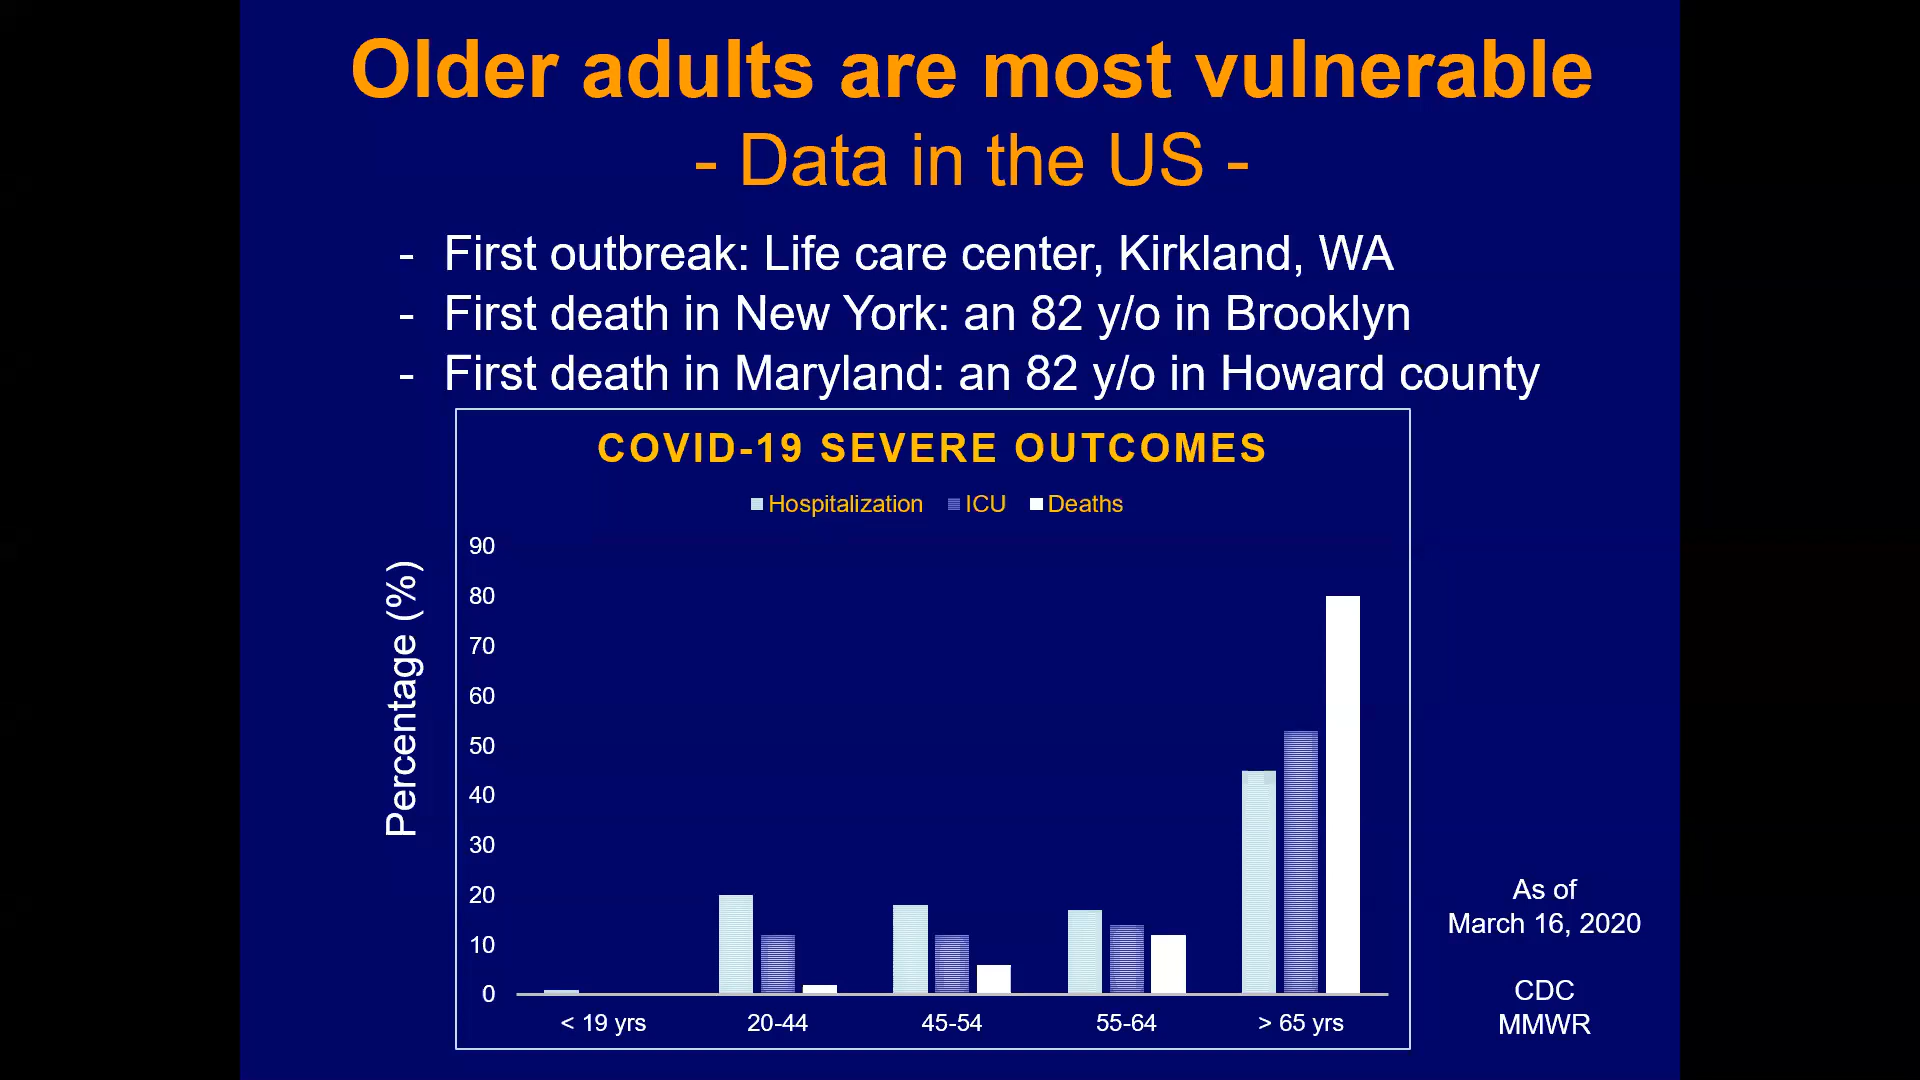 Older adults are most vulnerable
- Data in the US -
- First outbreak: Life care center, Kirkland, WA
- First death in New York: an 82 y/o in Brooklyn
- First death in Maryland: an 82 y/o in Howard county
COVID-19 SEVERE OUTCOMES
Hospitalization ICU Deaths
Percentage (%)
90
80
70
60
50
40
30
20
10
0
< 19 yrs 20-44 45-54 55-64 > 65 yrs
As of
March 16, 2020
CDC
MMWR